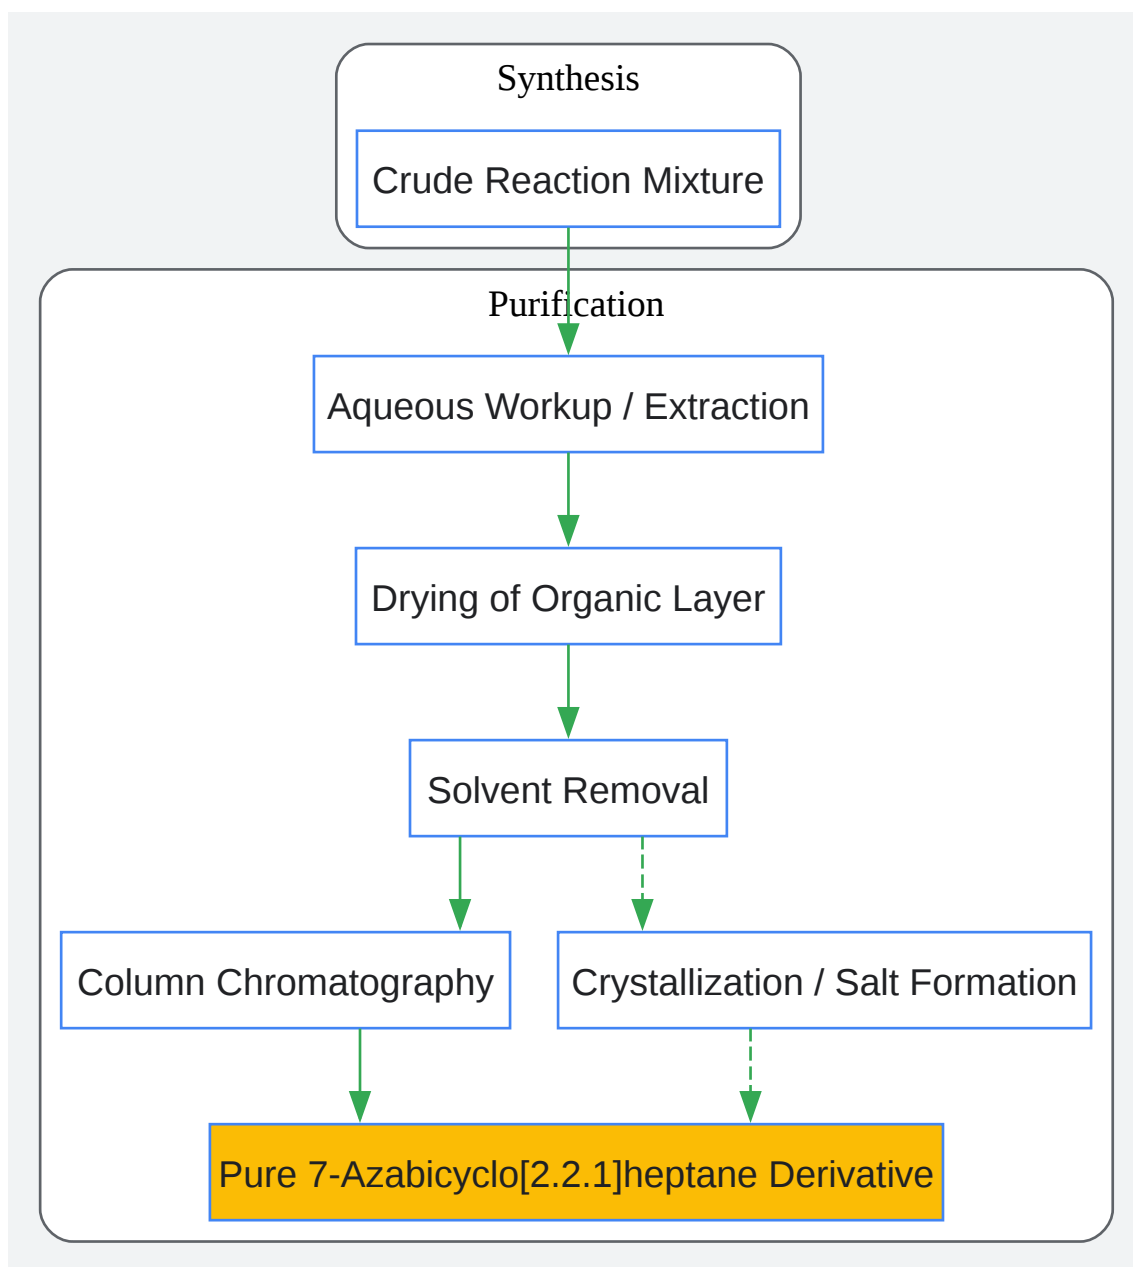 Synthesis
Crude Reaction Mixture
Purification
Aqueous Workup / Extraction
Drying of Organic Layer
Solvent Removal
Column Chromatography
Crystallization / Salt Formation
Pure 7-Azabicyclo[2.2.1]heptane Derivative